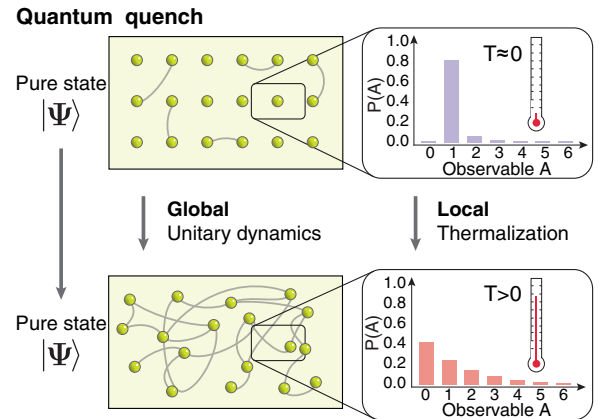 Quantum quench
Pure state
|Ψ⟩
1.0
0.8
0.6
0.4
0.2
0.0
P(A)
T≈0
0 1 2 3 4 5 6
Observable A
Global
Unitary dynamics
Local
Thermalization
Pure state
|Ψ⟩
1.0
0.8
0.6
0.4
0.2
0.0
P(A)
T>0
0 1 2 3 4 5 6
Observable A